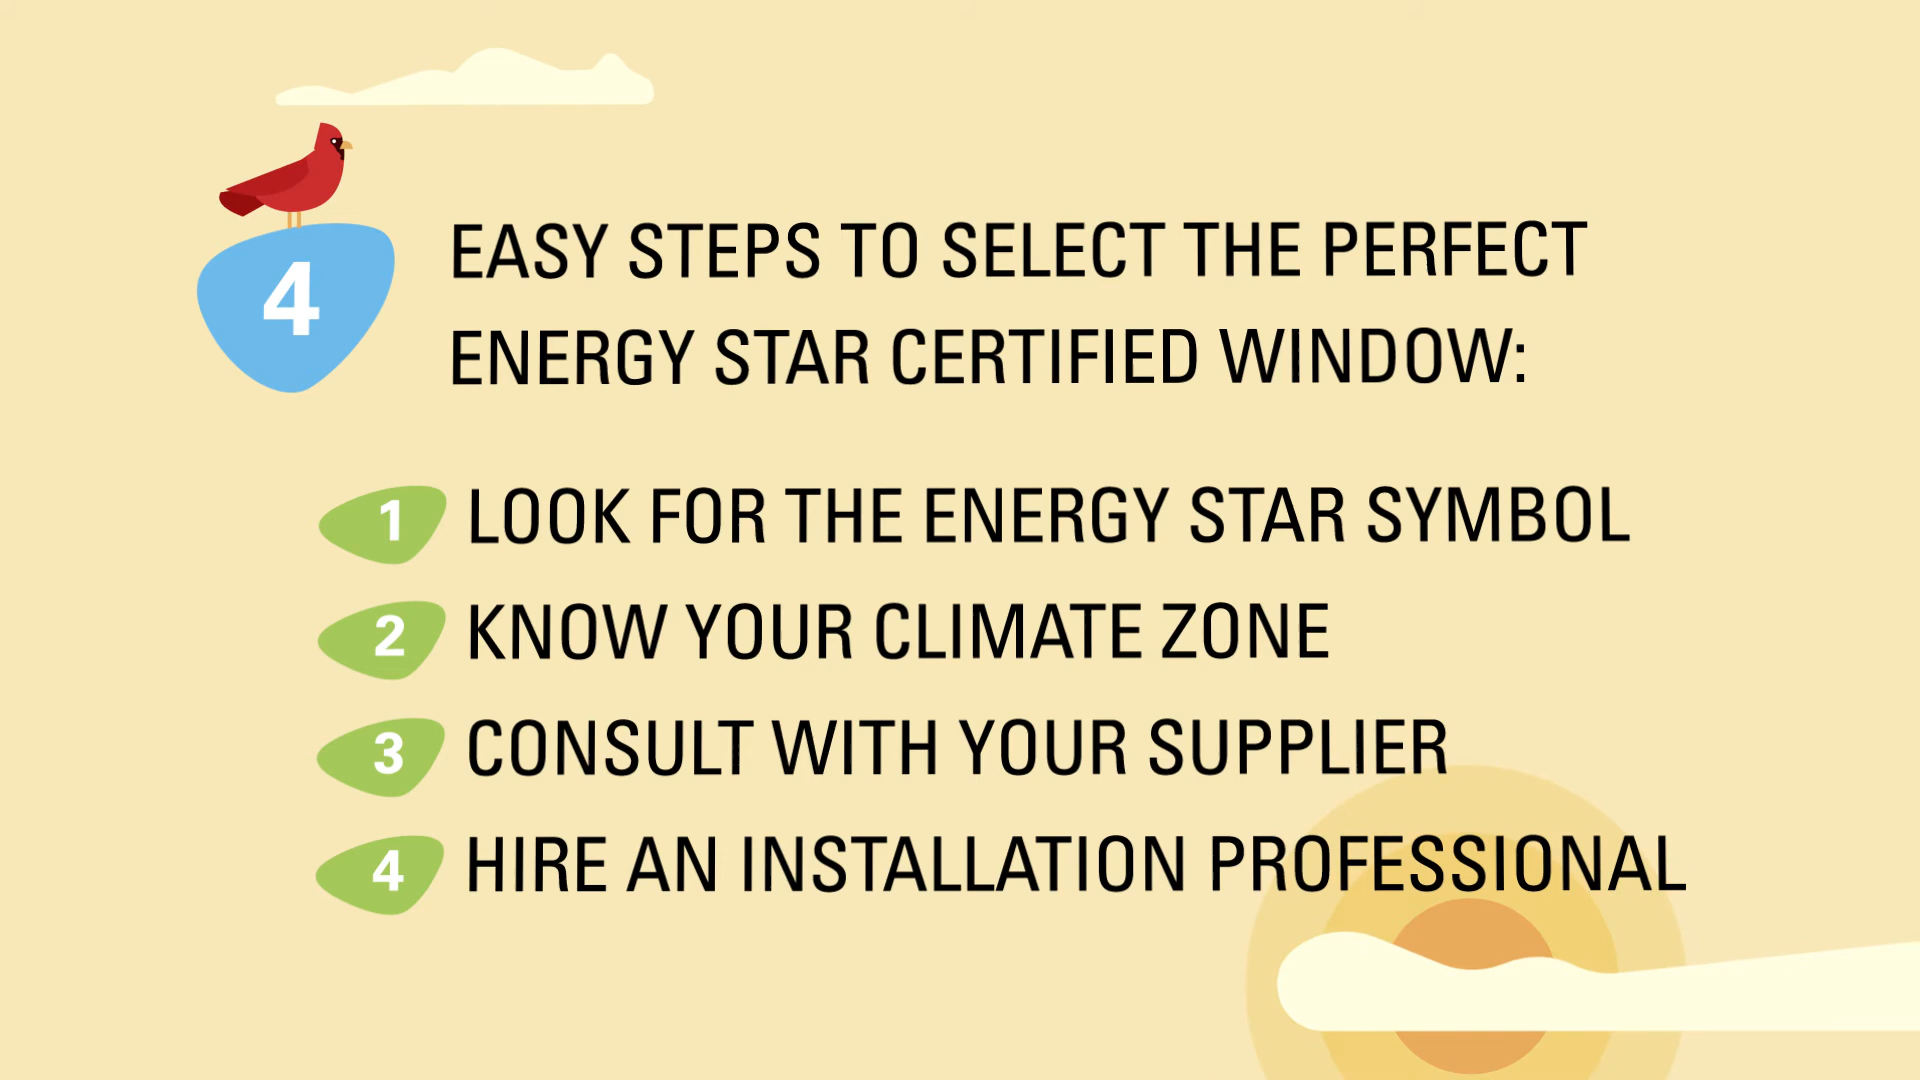 4 EASY STEPS TO SELECT THE PERFECT
ENERGY STAR CERTIFIED WINDOW:
1 LOOK FOR THE ENERGY STAR SYMBOL
2 KNOW YOUR CLIMATE ZONE
3 CONSULT WITH YOUR SUPPLIER
4 HIRE AN INSTALLATION PROFESSIONAL